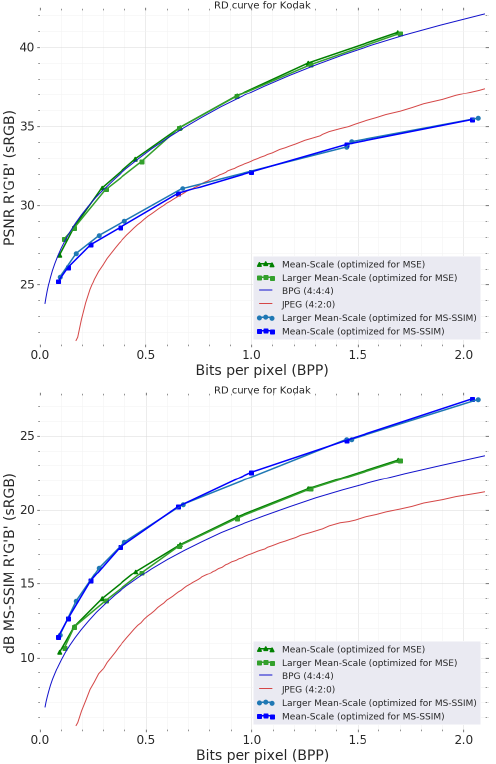 RD curve for Kodak
40
35
30
25
PSNR R'G'B' (sRGB)
Mean-Scale (optimized for MSE)
Larger Mean-Scale (optimized for MSE)
BPG (4:4:4)
JPEG (4:2:0)
Larger Mean-Scale (optimized for MS-SSIM)
Mean-Scale (optimized for MS-SSIM)
0.0 0.5 1.0 1.5 2.0
Bits per pixel (BPP)
RD curve for Kodak
25
20
15
10
dB MS-SSIM R'G'B' (sRGB)
Mean-Scale (optimized for MSE)
Larger Mean-Scale (optimized for MSE)
BPG (4:4:4)
JPEG (4:2:0)
Larger Mean-Scale (optimized for MS-SSIM)
Mean-Scale (optimized for MS-SSIM)
0.0 0.5 1.0 1.5 2.0
Bits per pixel (BPP)